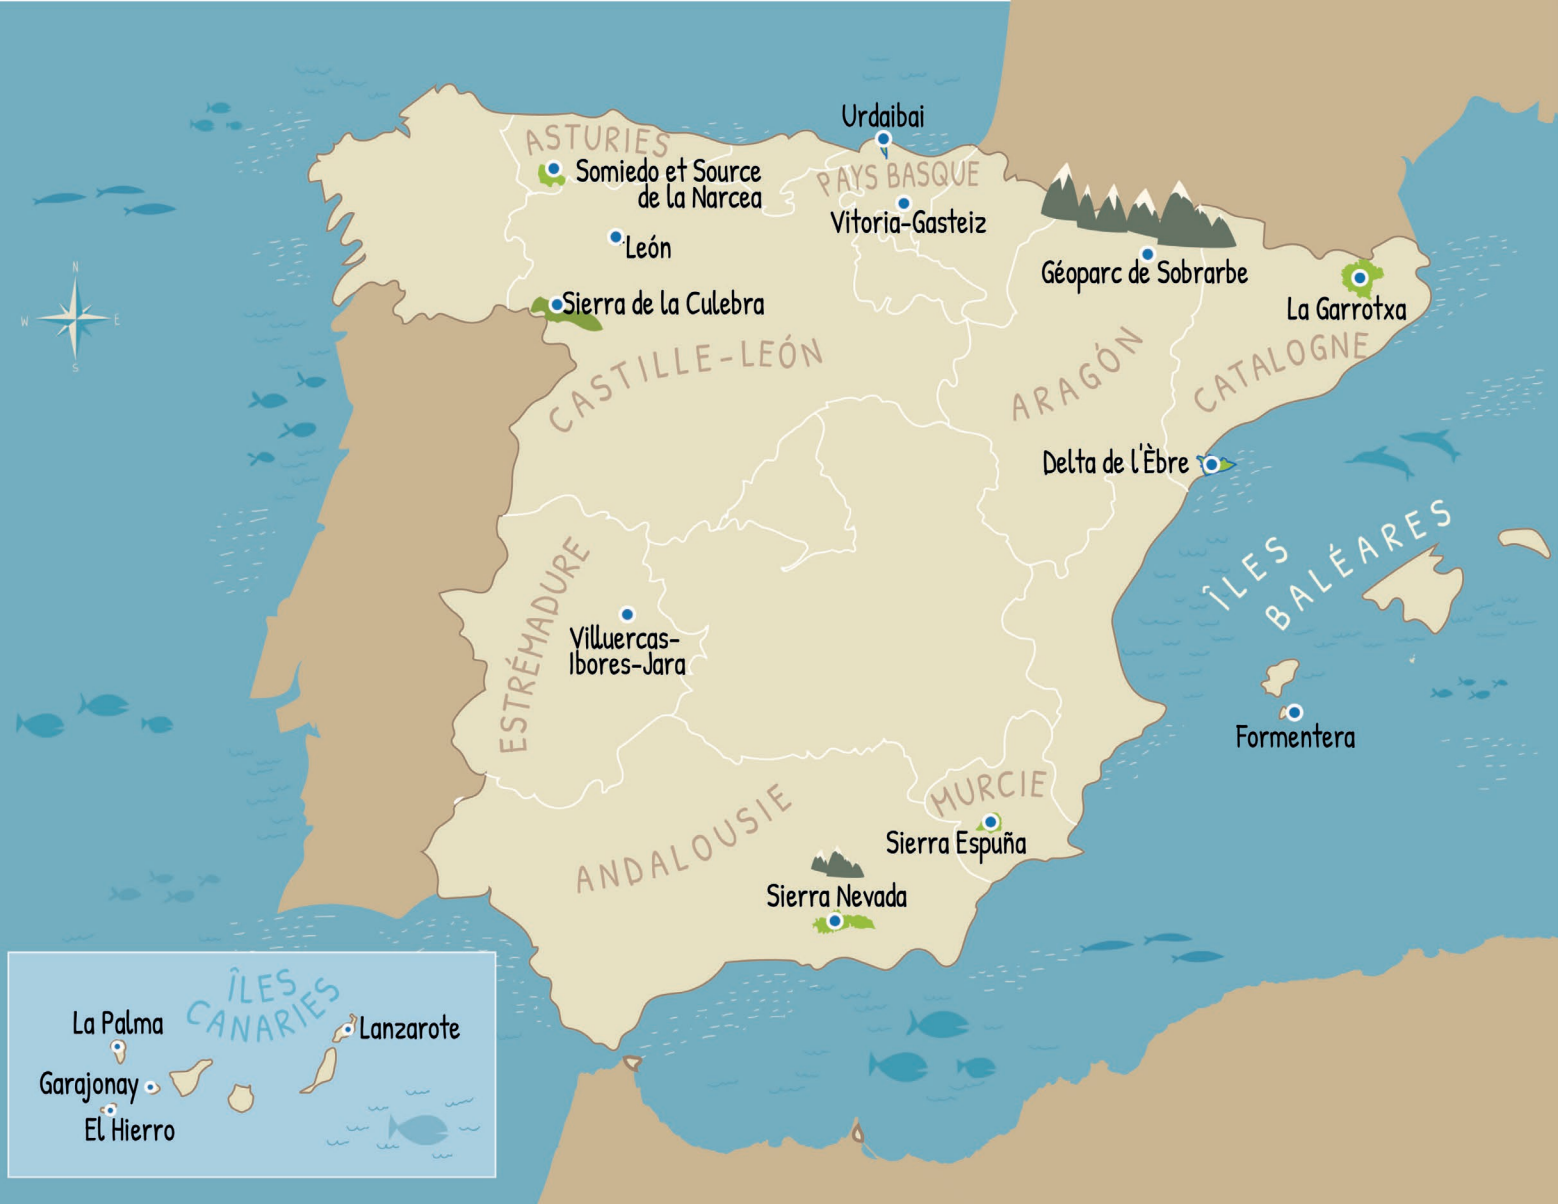 Urdaibai
ASTURIES
Somiedo et Source
de la Narcea
PAYS BASQUE
Vitoria-Gasteiz
León
Géoparc de Sobrarbe
La Garrotxa
Sierra de la Culebra
CASTILLE-LEÓN
ARAGÓN
CATALOGNE
N
W
E
S
Delta de l'Èbre
ÎLES
BALÉARES
ESTRÉMADURE
Villuercas-
Ibores-Jara
Formentera
MURCIE
Sierra Espuña
ANDALOUSIE
Sierra Nevada
ÎLES
CANARIES
La Palma
Lanzarote
Garajonay
El Hierro